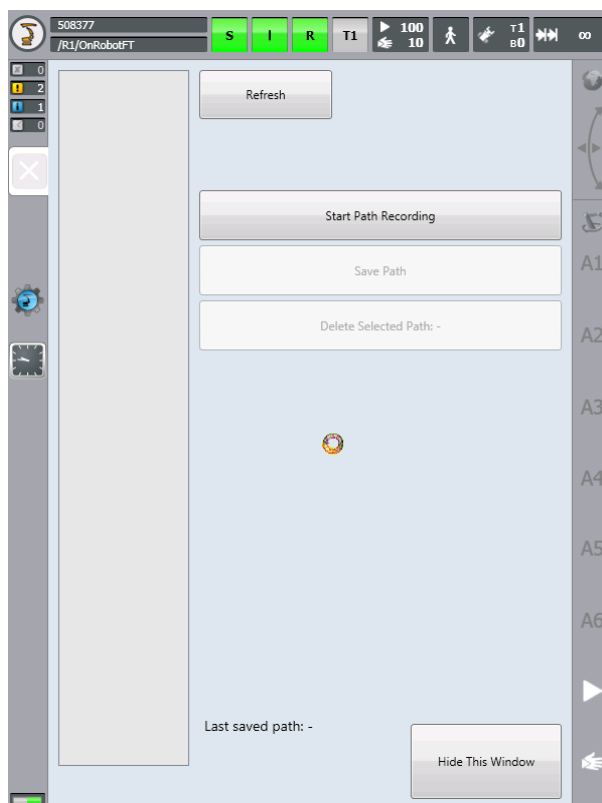 508377
/R1/OnRobotFT
S I R T1 100 10 T1 B0 ∞
0
2
1
0
Refresh
Start Path Recording
Save Path
Delete Selected Path: -
A1
A2
A3
A4
A5
A6
Last saved path: -
Hide This Window